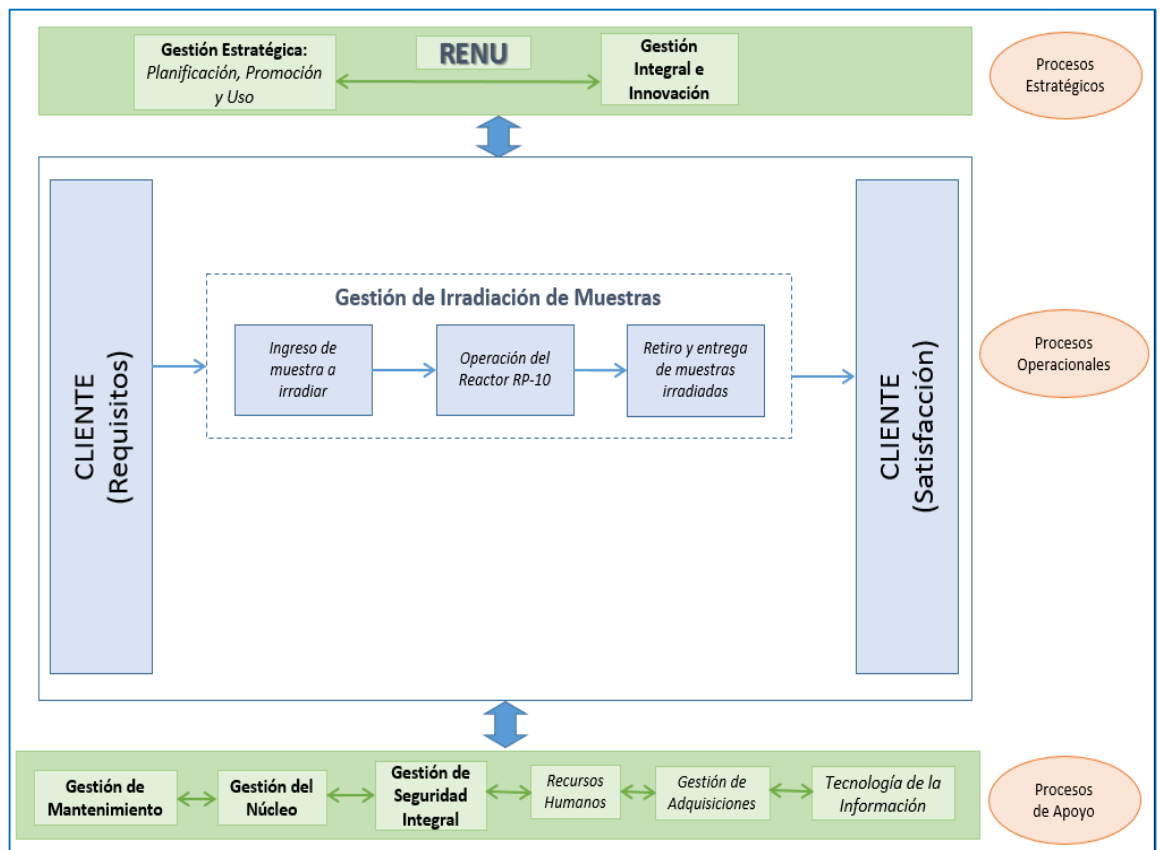 Gestión Estratégica:
Planificación, Promoción
y Uso
RENU
Gestión
Integral e
Innovación
Procesos
Estratégicos
CLIENTE
(Requisitos)
Gestión de Irradiación de Muestras
Ingreso de
muestra a
irradiar
Operación del
Reactor RP-10
Retiro y entrega
de muestras
irradiadas
CLIENTE
(Satisfacción)
Procesos
Operacionales
Gestión de
Mantenimiento
Gestión del
Núcleo
Gestión de
Seguridad
Integral
Recursos
Humanos
Gestión de
Adquisiciones
Tecnología de la
Información
Procesos
de Apoyo